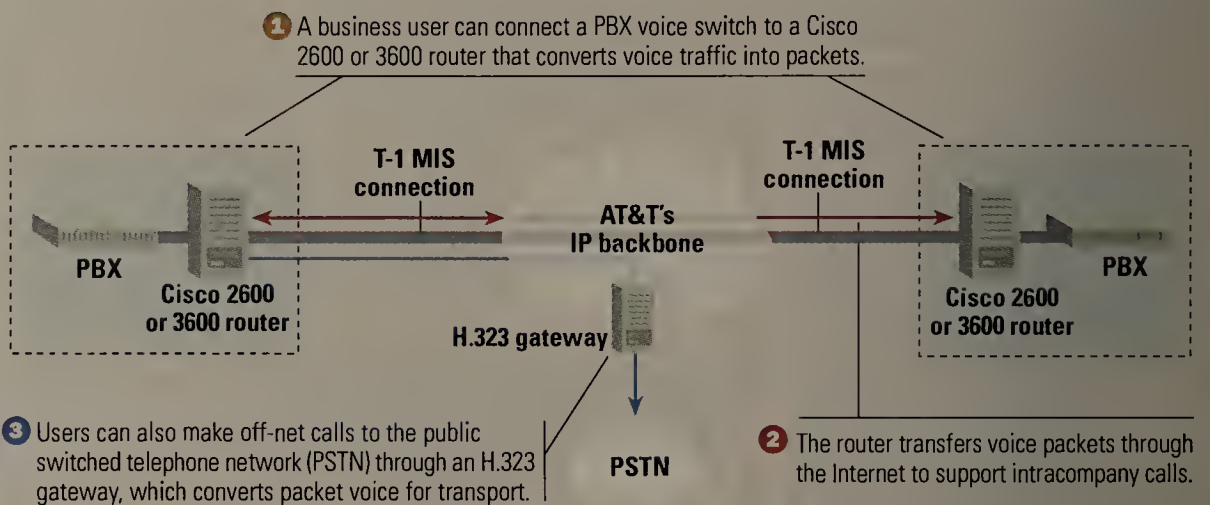 1 A business user can connect a PBX voice switch to a Cisco
2600 or 3600 router that converts voice traffic into packets.
T-1 MIS
connection
T-1 MIS
connection
AT&T's
IP backbone
PBX
Cisco 2600
or 3600 router
Cisco 2600
or 3600 router
PBX
H.323 gateway
PSTN
2 The router transfers voice packets through
the Internet to support intracompany calls.
3 Users can also make off-net calls to the public
switched telephone network (PSTN) through an H.323
gateway, which converts packet voice for transport.